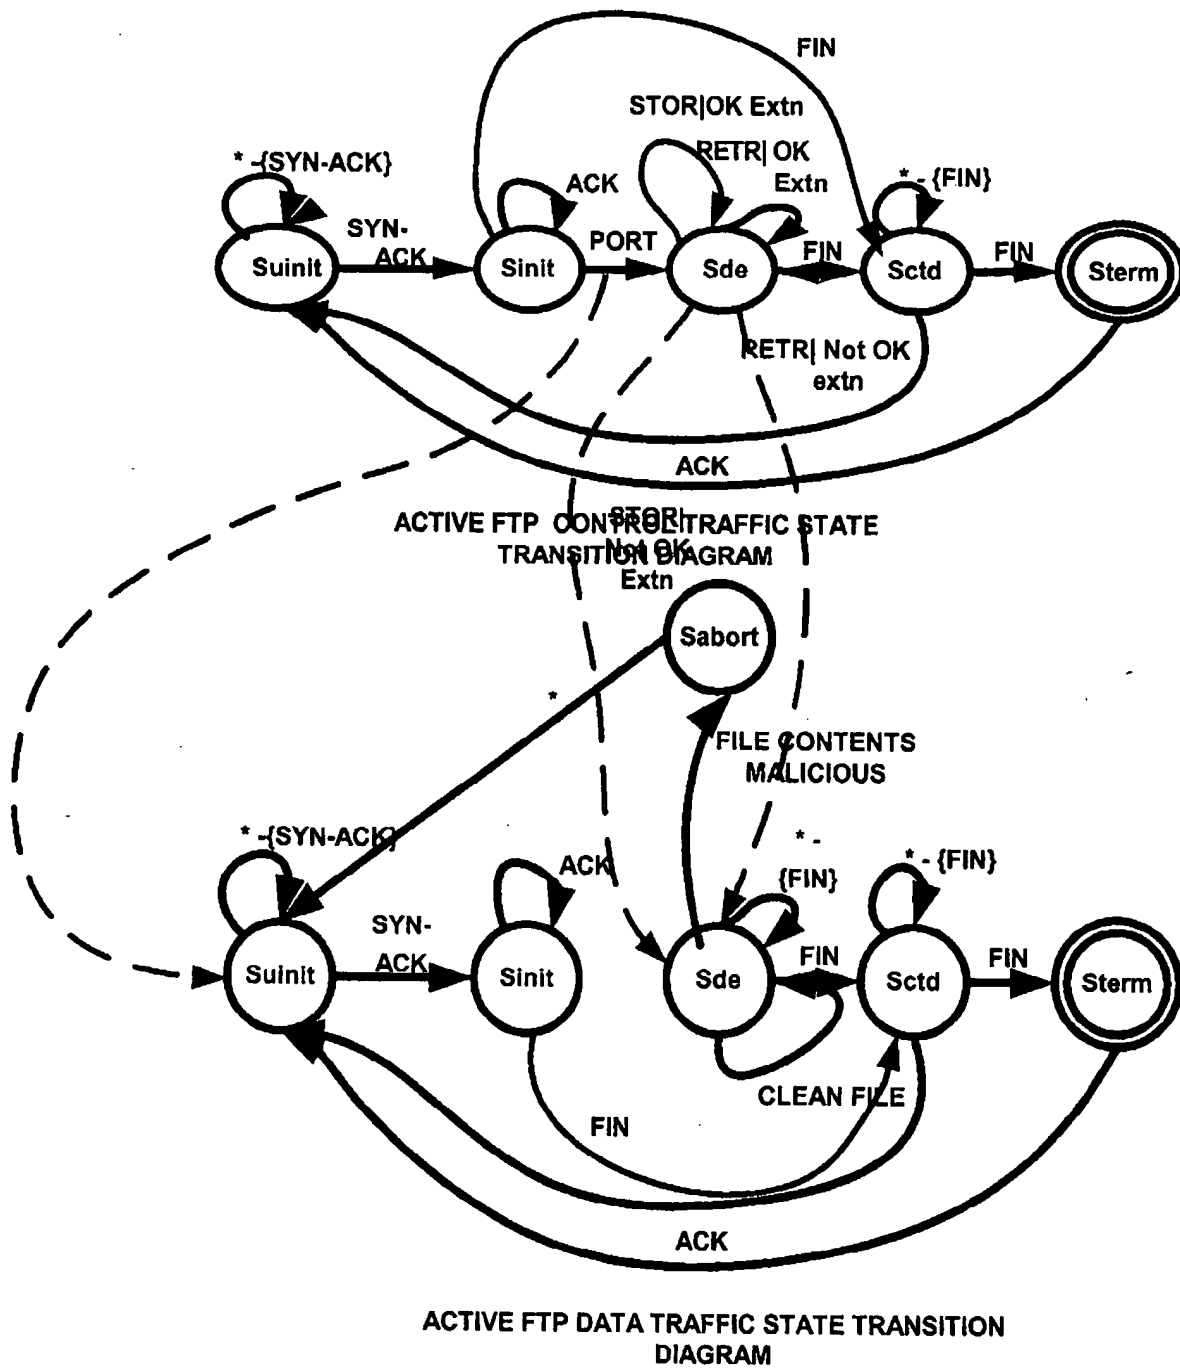 FIN
STOR|OK Extn
RETR| OK
Extn
* -{SYN-ACK}
ACK
* - {FIN}
SYN-
ACK
PORT
FIN
FIN
Suinit
Sinit
Sde
Sctd
Sterm
RETR| Not OK
extn
ACK
ACTIVE FTP CONTROL TRAFFIC STATE
TRANSITION DIAGRAM
STOR|
Not OK
Extn
Sabort
*
FILE CONTENTS
MALICIOUS
* -{SYN-ACK}
ACK
* -
{FIN}
* - {FIN}
SYN-
ACK
FIN
FIN
Suinit
Sinit
Sde
Sctd
Sterm
CLEAN FILE
FIN
ACK
ACTIVE FTP DATA TRAFFIC STATE TRANSITION
DIAGRAM